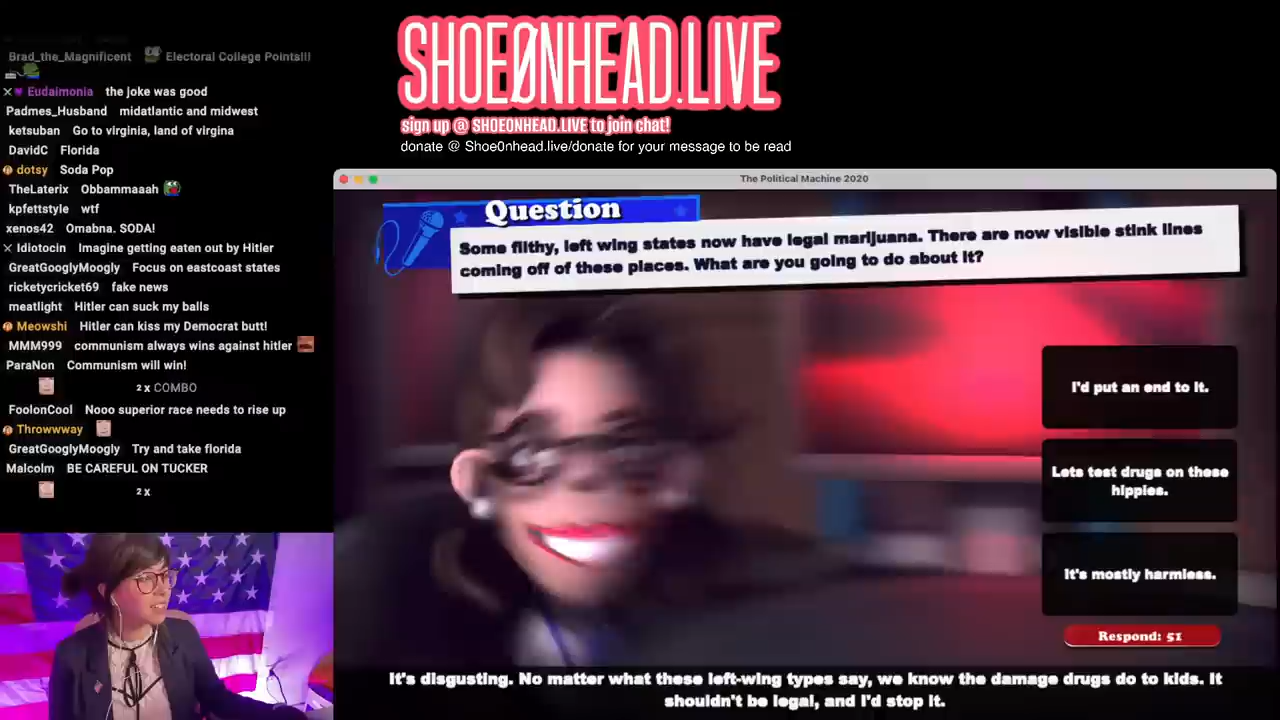 SHOEØNHEAD.LIVE
sign up @ SHOE0NHEAD.LIVE to join chat!
donate @ Shoe0nhead.live/donate for your message to be read
Brad_the_Magnificent Electoral College Points!!!
Eudaimonia the joke was good
Padmes_Husband midatlantic and midwest
ketsuban Go to virginia, land of virgina
DavidC Florida
dotsy Soda Pop
TheLaterix Obbammaaah
kpfettstyle wtf
xenos42 Omabna. SODA!
Idiotocin Imagine getting eaten out by Hitler
GreatGooglyMoogly Focus on eastcoast states
ricketycricket69 fake news
meatlight Hitler can suck my balls
Meowshi Hitler can kiss my Democrat butt!
MMM999 communism always wins against hitler
ParaNon Communism will win!
2 x COMBO
FoolonCool Nooo superior race needs to rise up
Throwwway
GreatGooglyMoogly Try and take florida
Malcolm BE CAREFUL ON TUCKER
2 x
The Political Machine 2020
Question
Some filthy, left wing states now have legal marijuana. There are now visible stink lines
coming off of these places. What are you going to do about it?
I'd put an end to it.
Lets test drugs on these
hippies.
It's mostly harmless.
Respond: 51
It's disgusting. No matter what these left-wing types say, we know the damage drugs do to kids. It
shouldn't be legal, and I'd stop it.